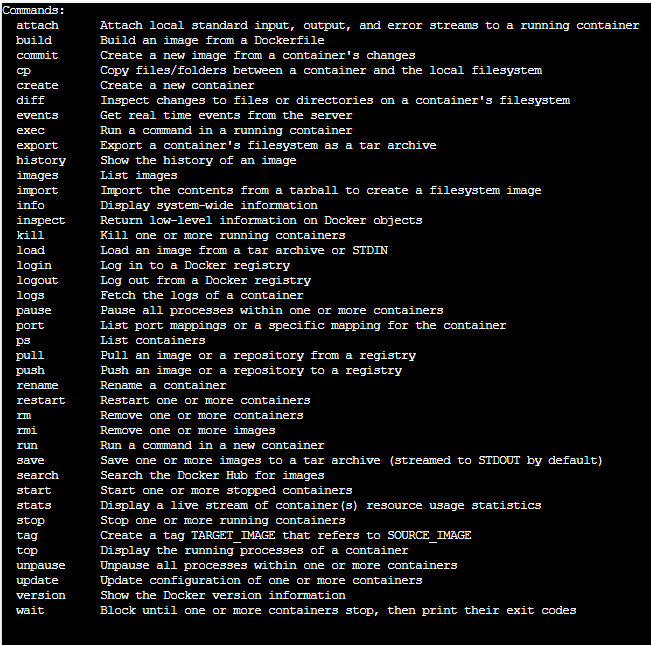 Commands:
attach Attach local standard input, output, and error streams to a running container
build Build an image from a Dockerfile
commit Create a new image from a container's changes
cp Copy files/folders between a container and the local filesystem
create Create a new container
diff Inspect changes to files or directories on a container's filesystem
events Get real time events from the server
exec Run a command in a running container
export Export a container's filesystem as a tar archive
history Show the history of an image
images List images
import Import the contents from a tarball to create a filesystem image
info Display system-wide information
inspect Return low-level information on Docker objects
kill Kill one or more running containers
load Load an image from a tar archive or STDIN
login Log in to a Docker registry
logout Log out from a Docker registry
logs Fetch the logs of a container
pause Pause all processes within one or more containers
port List port mappings or a specific mapping for the container
ps List containers
pull Pull an image or a repository from a registry
push Push an image or a repository to a registry
rename Rename a container
restart Restart one or more containers
rm Remove one or more containers
rmi Remove one or more images
run Run a command in a new container
save Save one or more images to a tar archive (streamed to STDOUT by default)
search Search the Docker Hub for images
start Start one or more stopped containers
stats Display a live stream of container(s) resource usage statistics
stop Stop one or more running containers
tag Create a tag TARGET_IMAGE that refers to SOURCE_IMAGE
top Display the running processes of a container
unpause Unpause all processes within one or more containers
update Update configuration of one or more containers
version Show the Docker version information
wait Block until one or more containers stop, then print their exit codes